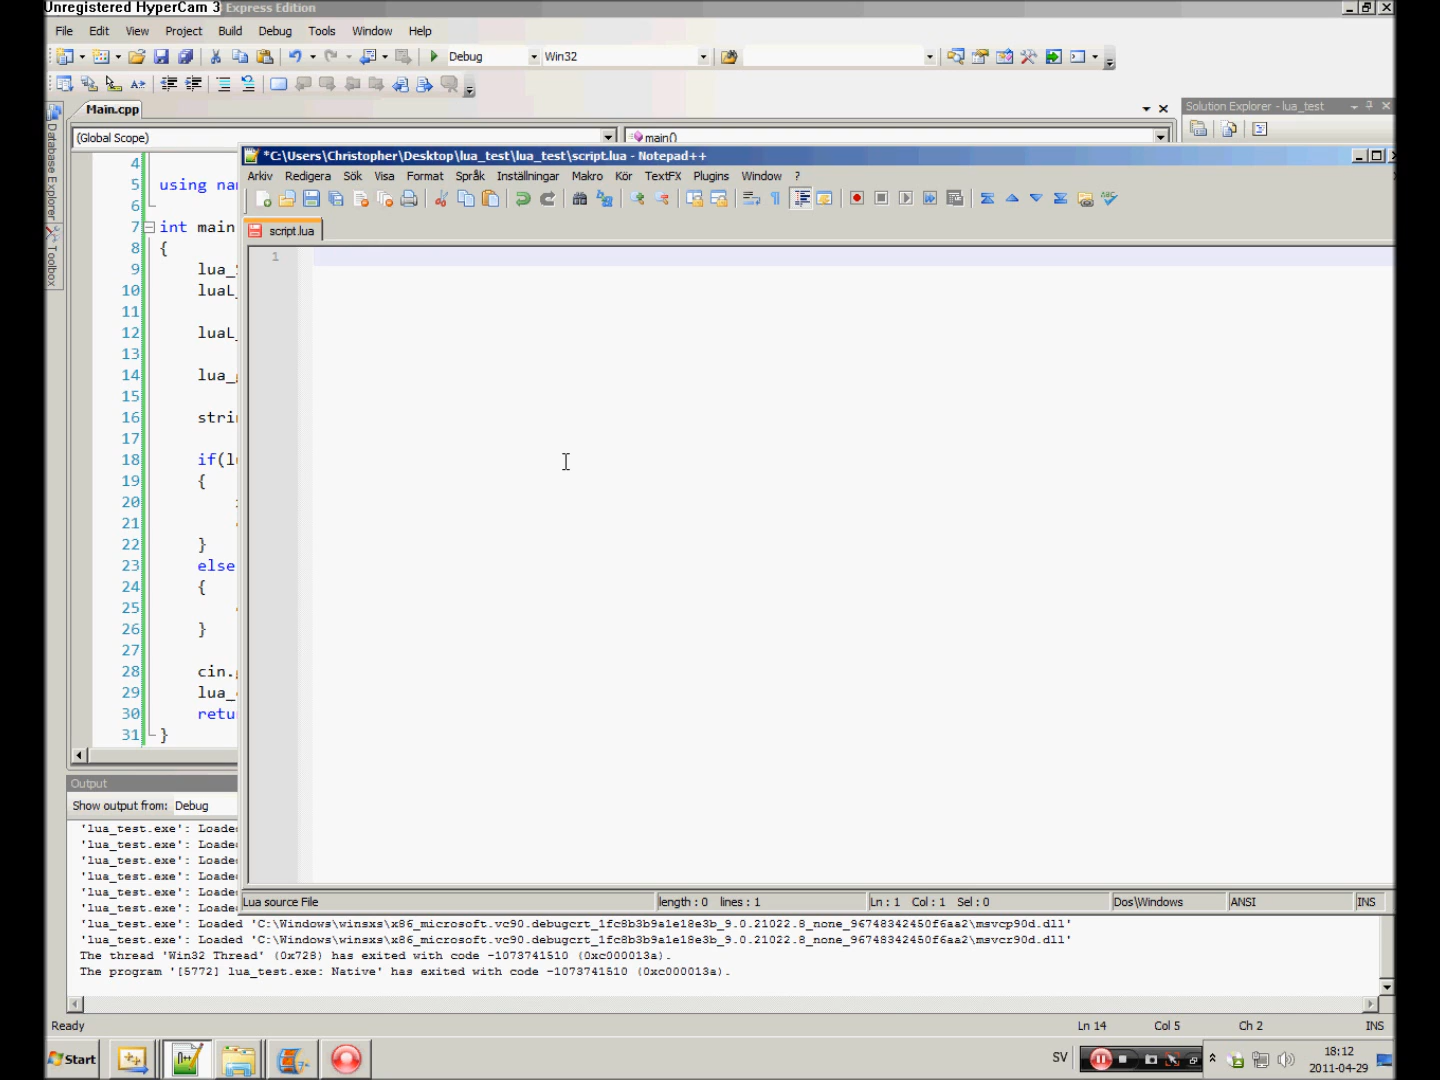 Unregistered HyperCam 3 Express Edition
File Edit View Project Build Debug Tools Window Help
Debug Win32
Main.cpp
Solution Explorer - lua_test
(Global Scope) main()
Database Explorer
Toolbox
*C:\Users\Christopher\Desktop\lua_test\lua_test\script.lua - Notepad++
Arkiv Redigera Sök Visa Format Språk Inställningar Makro Kör TextFX Plugins Window ?
script.lua
1
4
5 using
6
7 int main
8 {
9 lua_
10 luaL_
11
12 luaL_
13
14 lua_
15
16
17
18 if(
19 {
20
21
22 }
23 else
24 {
25
26 }
27
28 cin.
29 lua_
30
31 }
Lua source File length : 0 lines : 1 Ln : 1 Col : 1 Sel : 0 Dos\Windows ANSI INS
Output
Show output from: Debug
'lua_test.exe':
'lua_test.exe':
'lua_test.exe':
'lua_test.exe':
'lua_test.exe':
'lua_test.exe':
'lua_test.exe': Loaded 'C:\Windows\winsxs\x86_microsoft.vc90.debugcrt_1fc8b3b9a1e18e3b_9.0.21022.8_none_96748342450f6aa2\msvcp90d.dll'
'lua_test.exe': Loaded 'C:\Windows\winsxs\x86_microsoft.vc90.debugcrt_1fc8b3b9a1e18e3b_9.0.21022.8_none_96748342450f6aa2\msvcr90d.dll'
The thread 'Win32 Thread' (0x728) has exited with code -1073741510 (0xc000013a).
The program '[5772] lua_test.exe: Native' has exited with code -1073741510 (0xc000013a).
Ready Ln 14 Col 5 Ch 2 INS
Start SV 18:12
2011-04-29